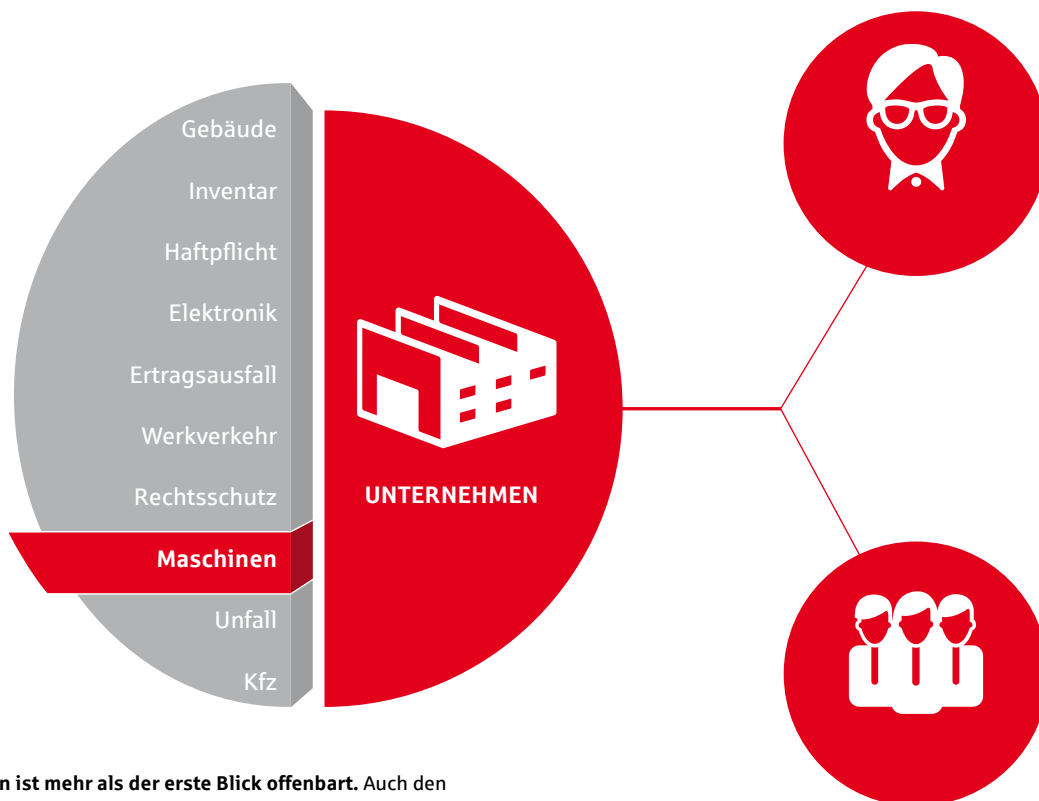 Gebäude
Inventar
Haftpflicht
Elektronik
Ertragsausfall
Werkverkehr
Rechtsschutz
Maschinen
Unfall
Kfz
UNTERNEHMEN
n ist mehr als der erste Blick offenbart. Auch den